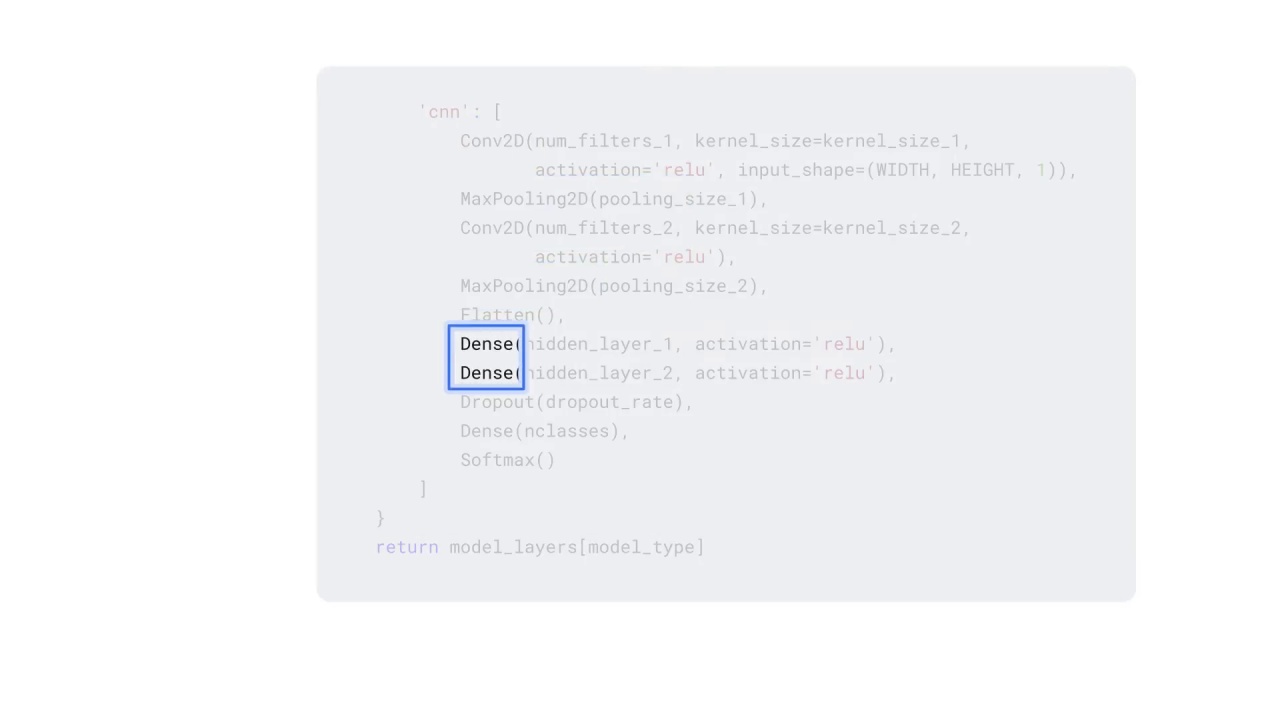 'cnn': [
Conv2D(num_filters_1, kernel_size=kernel_size_1,
activation='relu', input_shape=(WIDTH, HEIGHT, 1)),
MaxPooling2D(pooling_size_1),
Conv2D(num_filters_2, kernel_size=kernel_size_2,
activation='relu'),
MaxPooling2D(pooling_size_2),
Flatten(),
Dense(hidden_layer_1, activation='relu'),
Dense(hidden_layer_2, activation='relu'),
Dropout(dropout_rate),
Dense(nclasses),
Softmax()
]
}
return model_layers[model_type]